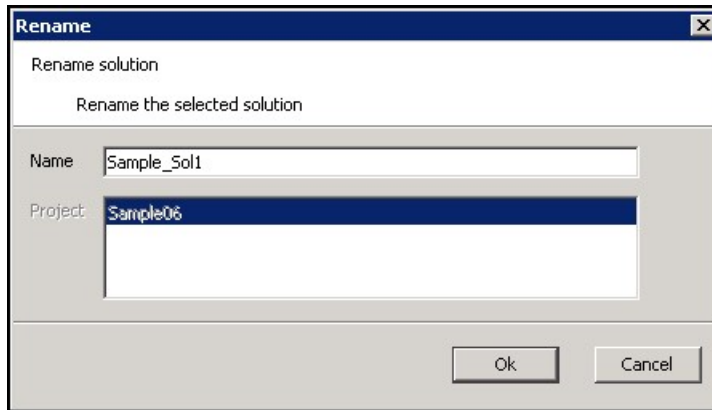 Rename
Rename solution
Rename the selected solution
Name Sample_Sol1
Project Sample06
Ok Cancel